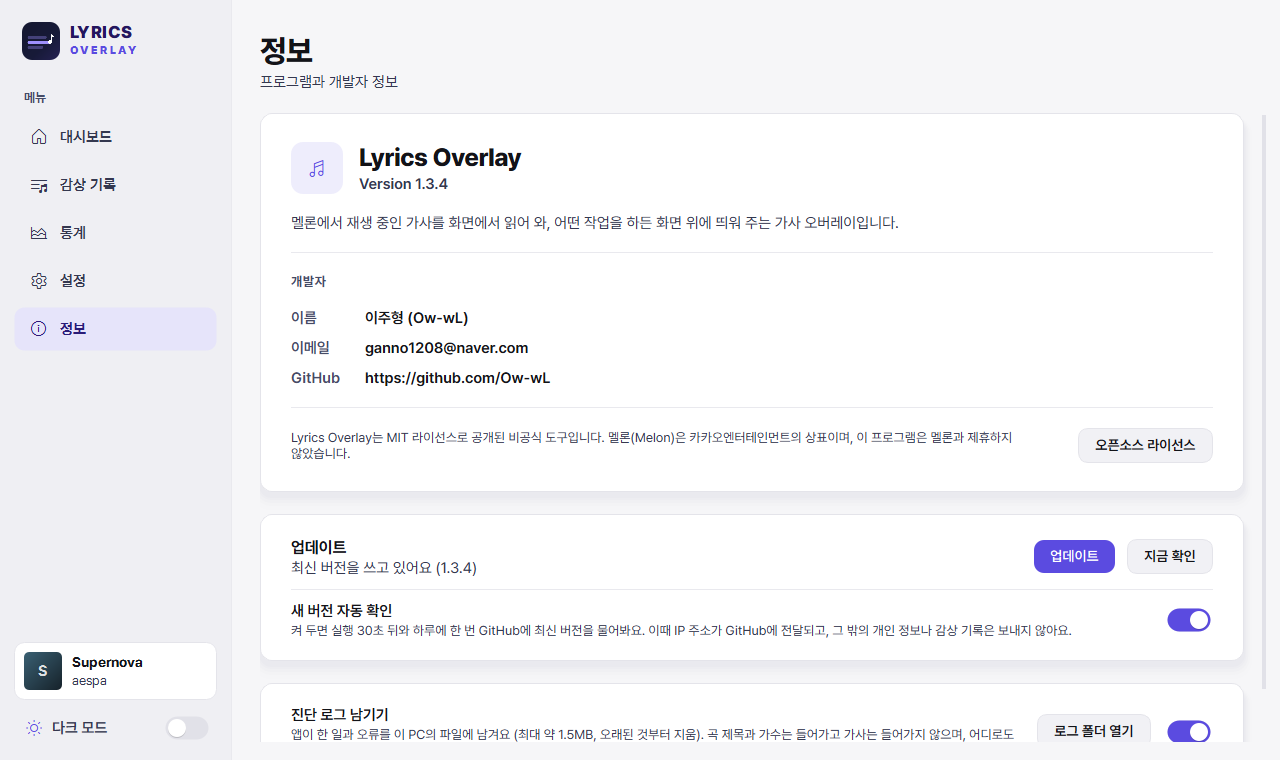 LYRICS
OVERLAY
메뉴
대시보드
감상 기록
통계
설정
정보
S
Supernova
aespa
다크 모드
정보
프로그램과 개발자 정보
Lyrics Overlay
Version 1.3.4
멜론에서 재생 중인 가사를 화면에서 읽어 와, 어떤 작업을 하든 화면 위에 띄워 주는 가사 오버레이입니다.
개발자
이름 이주형 (Ow-wL)
이메일 ganno1208@naver.com
GitHub https://github.com/Ow-wL
Lyrics Overlay는 MIT 라이선스로 공개된 비공식 도구입니다. 멜론(Melon)은 카카오엔터테인먼트의 상표이며, 이 프로그램은 멜론과 제휴하지
않았습니다.
오픈소스 라이선스
업데이트
최신 버전을 쓰고 있어요 (1.3.4)
업데이트
지금 확인
새 버전 자동 확인
켜 두면 실행 30초 뒤와 하루에 한 번 GitHub에 최신 버전을 물어봐요. 이때 IP 주소가 GitHub에 전달되고, 그 밖의 개인 정보나 감상 기록은 보내지 않아요.
진단 로그 남기기
앱이 한 일과 오류를 이 PC의 파일에 남겨요 (최대 약 1.5MB, 오래된 것부터 지움). 곡 제목과 가수는 들어가고 가사는 들어가지 않으며, 어디로도
로그 폴더 열기